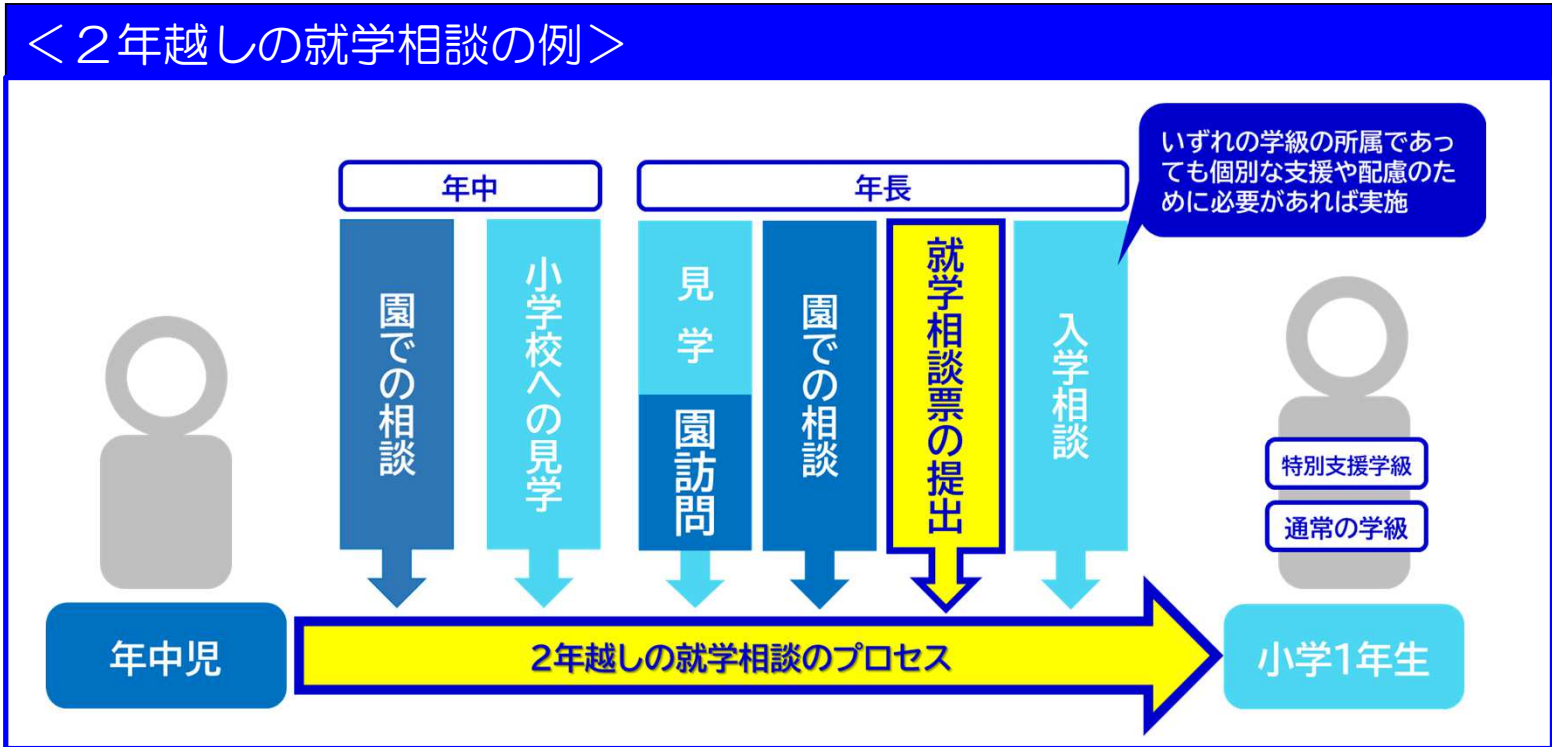 ＜２年越しの就学相談の例＞
いずれの学級の所属であっ
ても個別な支援や配慮のた
めに必要があれば実施
年中
年長
園での相談
小学校への見学
見学
園訪問
園での相談
就学相談票の提出
入学相談
特別支援学級
通常の学級
年中児
2年越しの就学相談のプロセス
小学1年生